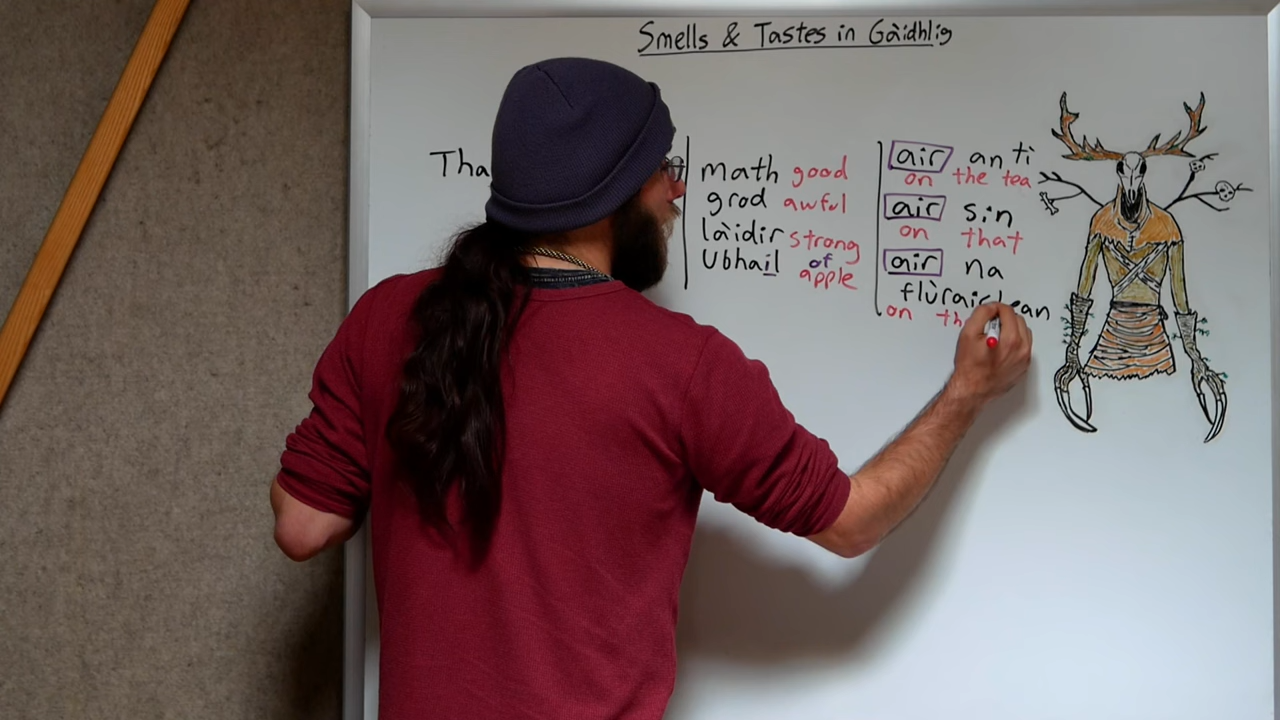 Smells & Tastes in Gàidhlig
Tha
math good
grod awful
làidir strong
Ubhail of apple
air an tì
on the tea
air sin
on that
air na
flùraichean
on th